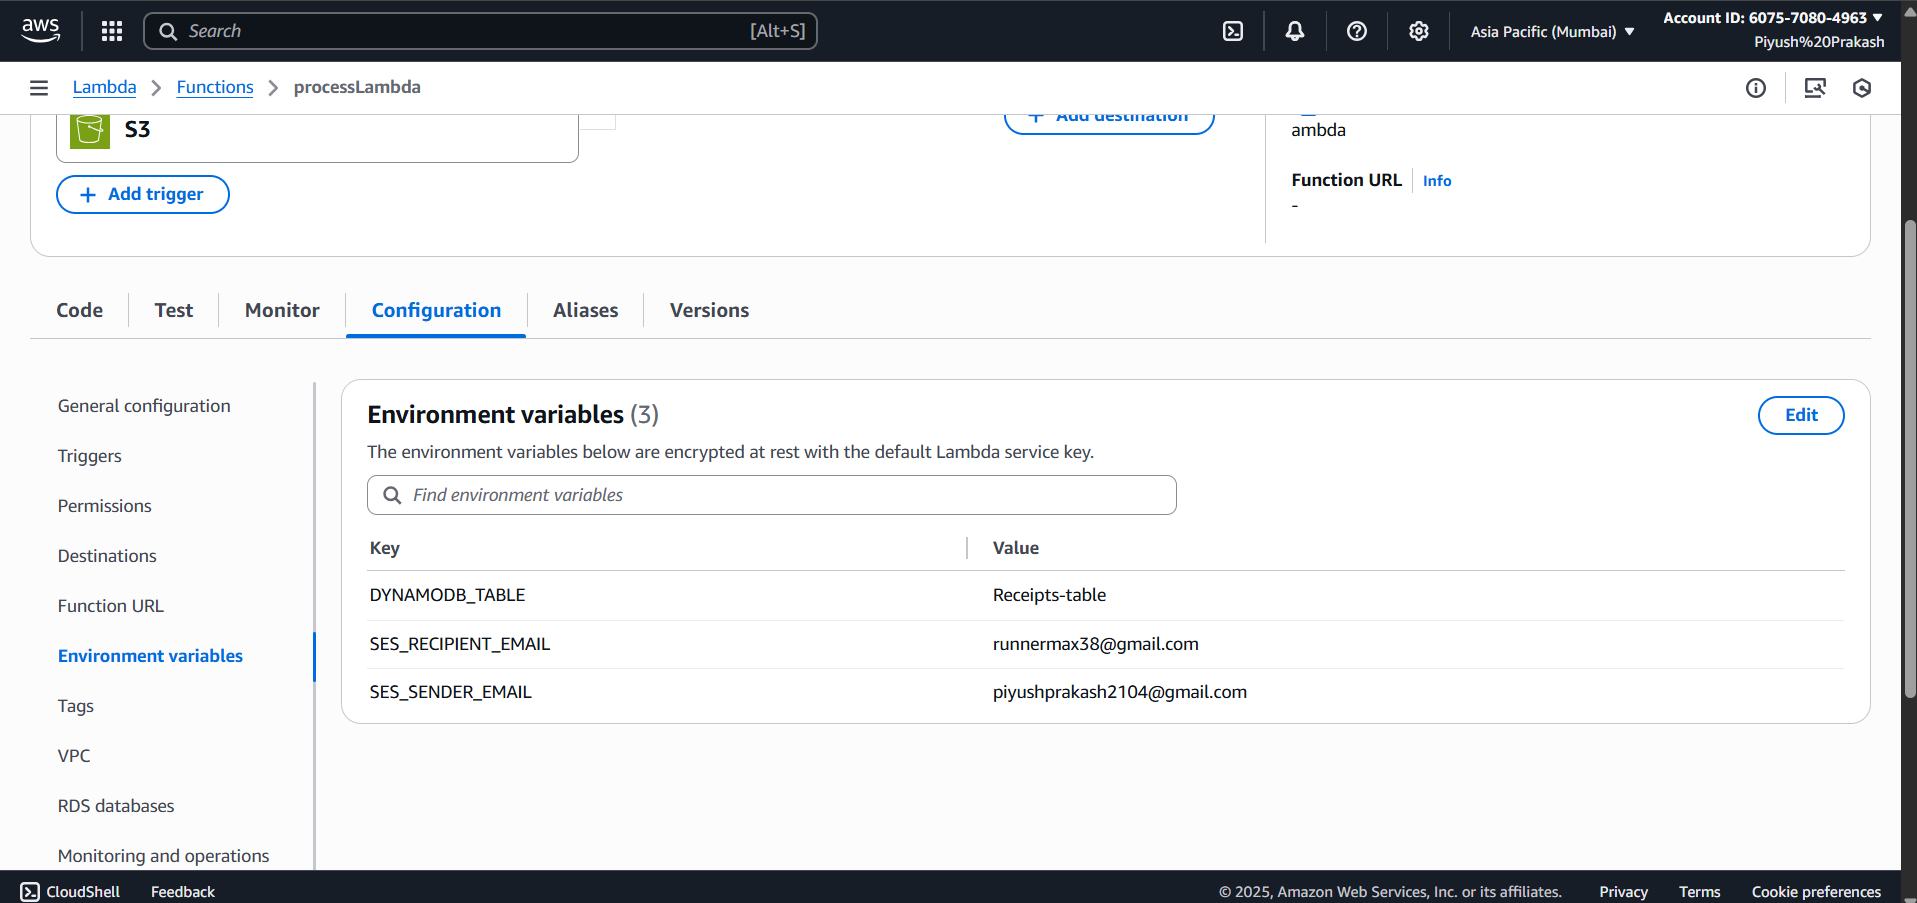 aws
Search [Alt+S]
Asia Pacific (Mumbai)
Account ID: 6075-7080-4963
Piyush%20Prakash
Lambda
Functions
processLambda
S3
Add destination
ambda
Add trigger
Function URL
Info
-
Code
Test
Monitor
Configuration
Aliases
Versions
General configuration
Triggers
Permissions
Destinations
Function URL
Environment variables
Tags
VPC
RDS databases
Monitoring and operations
Environment variables (3)
Edit
The environment variables below are encrypted at rest with the default Lambda service key.
Find environment variables
Key Value
DYNAMODB_TABLE Receipts-table
SES_RECIPIENT_EMAIL runnermax38@gmail.com
SES_SENDER_EMAIL piyushprakash2104@gmail.com
CloudShell
Feedback
© 2025, Amazon Web Services, Inc. or its affiliates.
Privacy
Terms
Cookie preferences